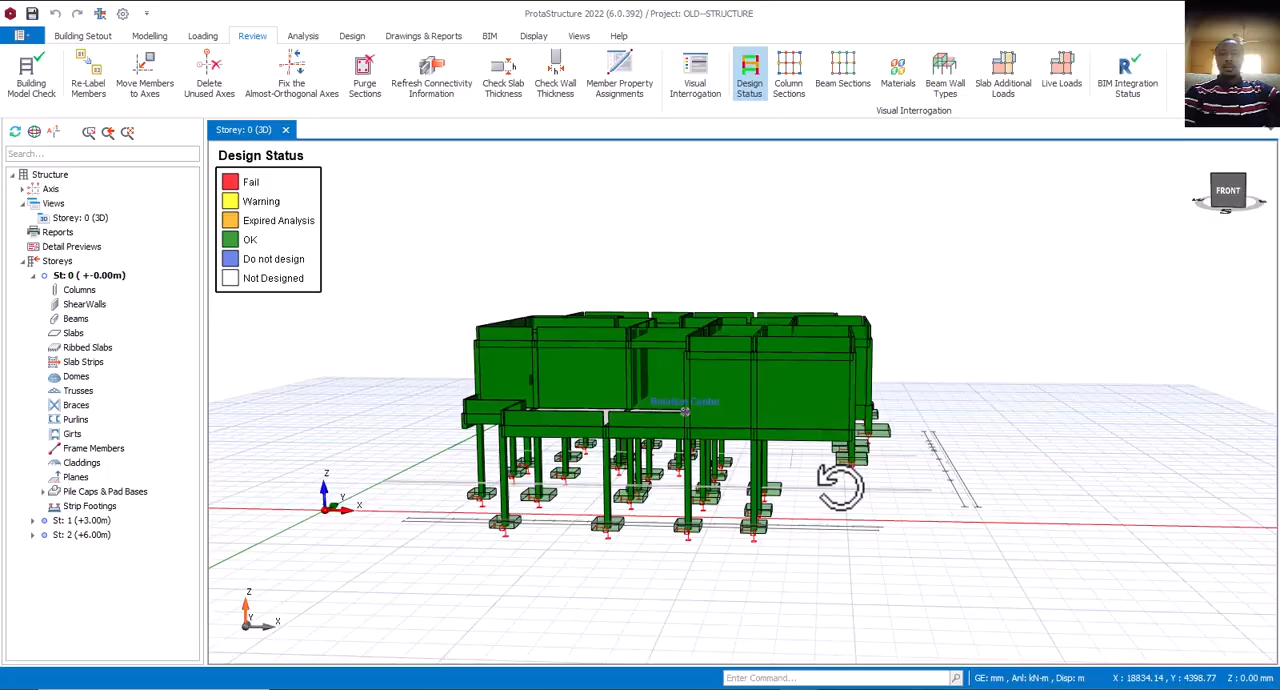 ProtaStructure 2022 (6.0.392) / Project: OLD--STRUCTURE
Building Setout Modelling Loading Review Analysis Design Drawings & Reports BIM Display Views Help
Building Model Check
Re-Label Members
Move Members to Axes
Delete Unused Axes
Fix the Almost-Orthogonal Axes
Purge Sections
Refresh Connectivity Information
Check Slab Thickness
Check Wall Thickness
Member Property Assignments
Visual Interrogation
Design Status
Column Sections
Beam Sections
Materials
Beam Wall Types
Slab Additional Loads
Live Loads
BIM Integration Status
Visual Interrogation
Storey: 0 (3D)
Search...
Structure
Axis
Views
Storey: 0 (3D)
Reports
Detail Previews
Storeys
St: 0 ( +-0.00m)
Columns
ShearWalls
Beams
Slabs
Ribbed Slabs
Slab Strips
Domes
Trusses
Braces
Purlins
Girts
Frame Members
Claddings
Planes
Pile Caps & Pad Bases
Strip Footings
St: 1 (+3.00m)
St: 2 (+6.00m)
Design Status
Fail
Warning
Expired Analysis
OK
Do not design
Not Designed
FRONT
S
Rotation Center
Z
Y
X
Z
Y
X
Enter Command...
GE: mm , Anl: kN-m , Disp: m
X : 18834.14 , Y : 4398.77
Z : 0.00 mm